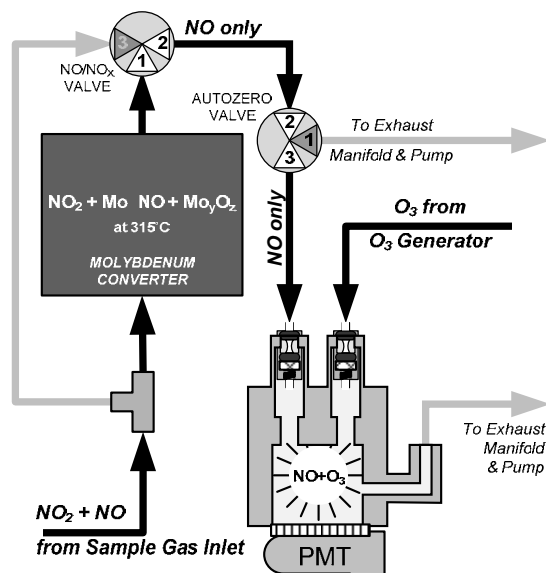 3
2
1
NO only
NO/NOx
VALVE
AUTOZERO
VALVE
2
1
3
To Exhaust
Manifold & Pump
NO2 + Mo NO + MoyOz
at 315°C
MOLYBDENUM
CONVERTER
NO only
O3 from
O3 Generator
To Exhaust
Manifold
& Pump
NO+O3
NO2 + NO
from Sample Gas Inlet
PMT